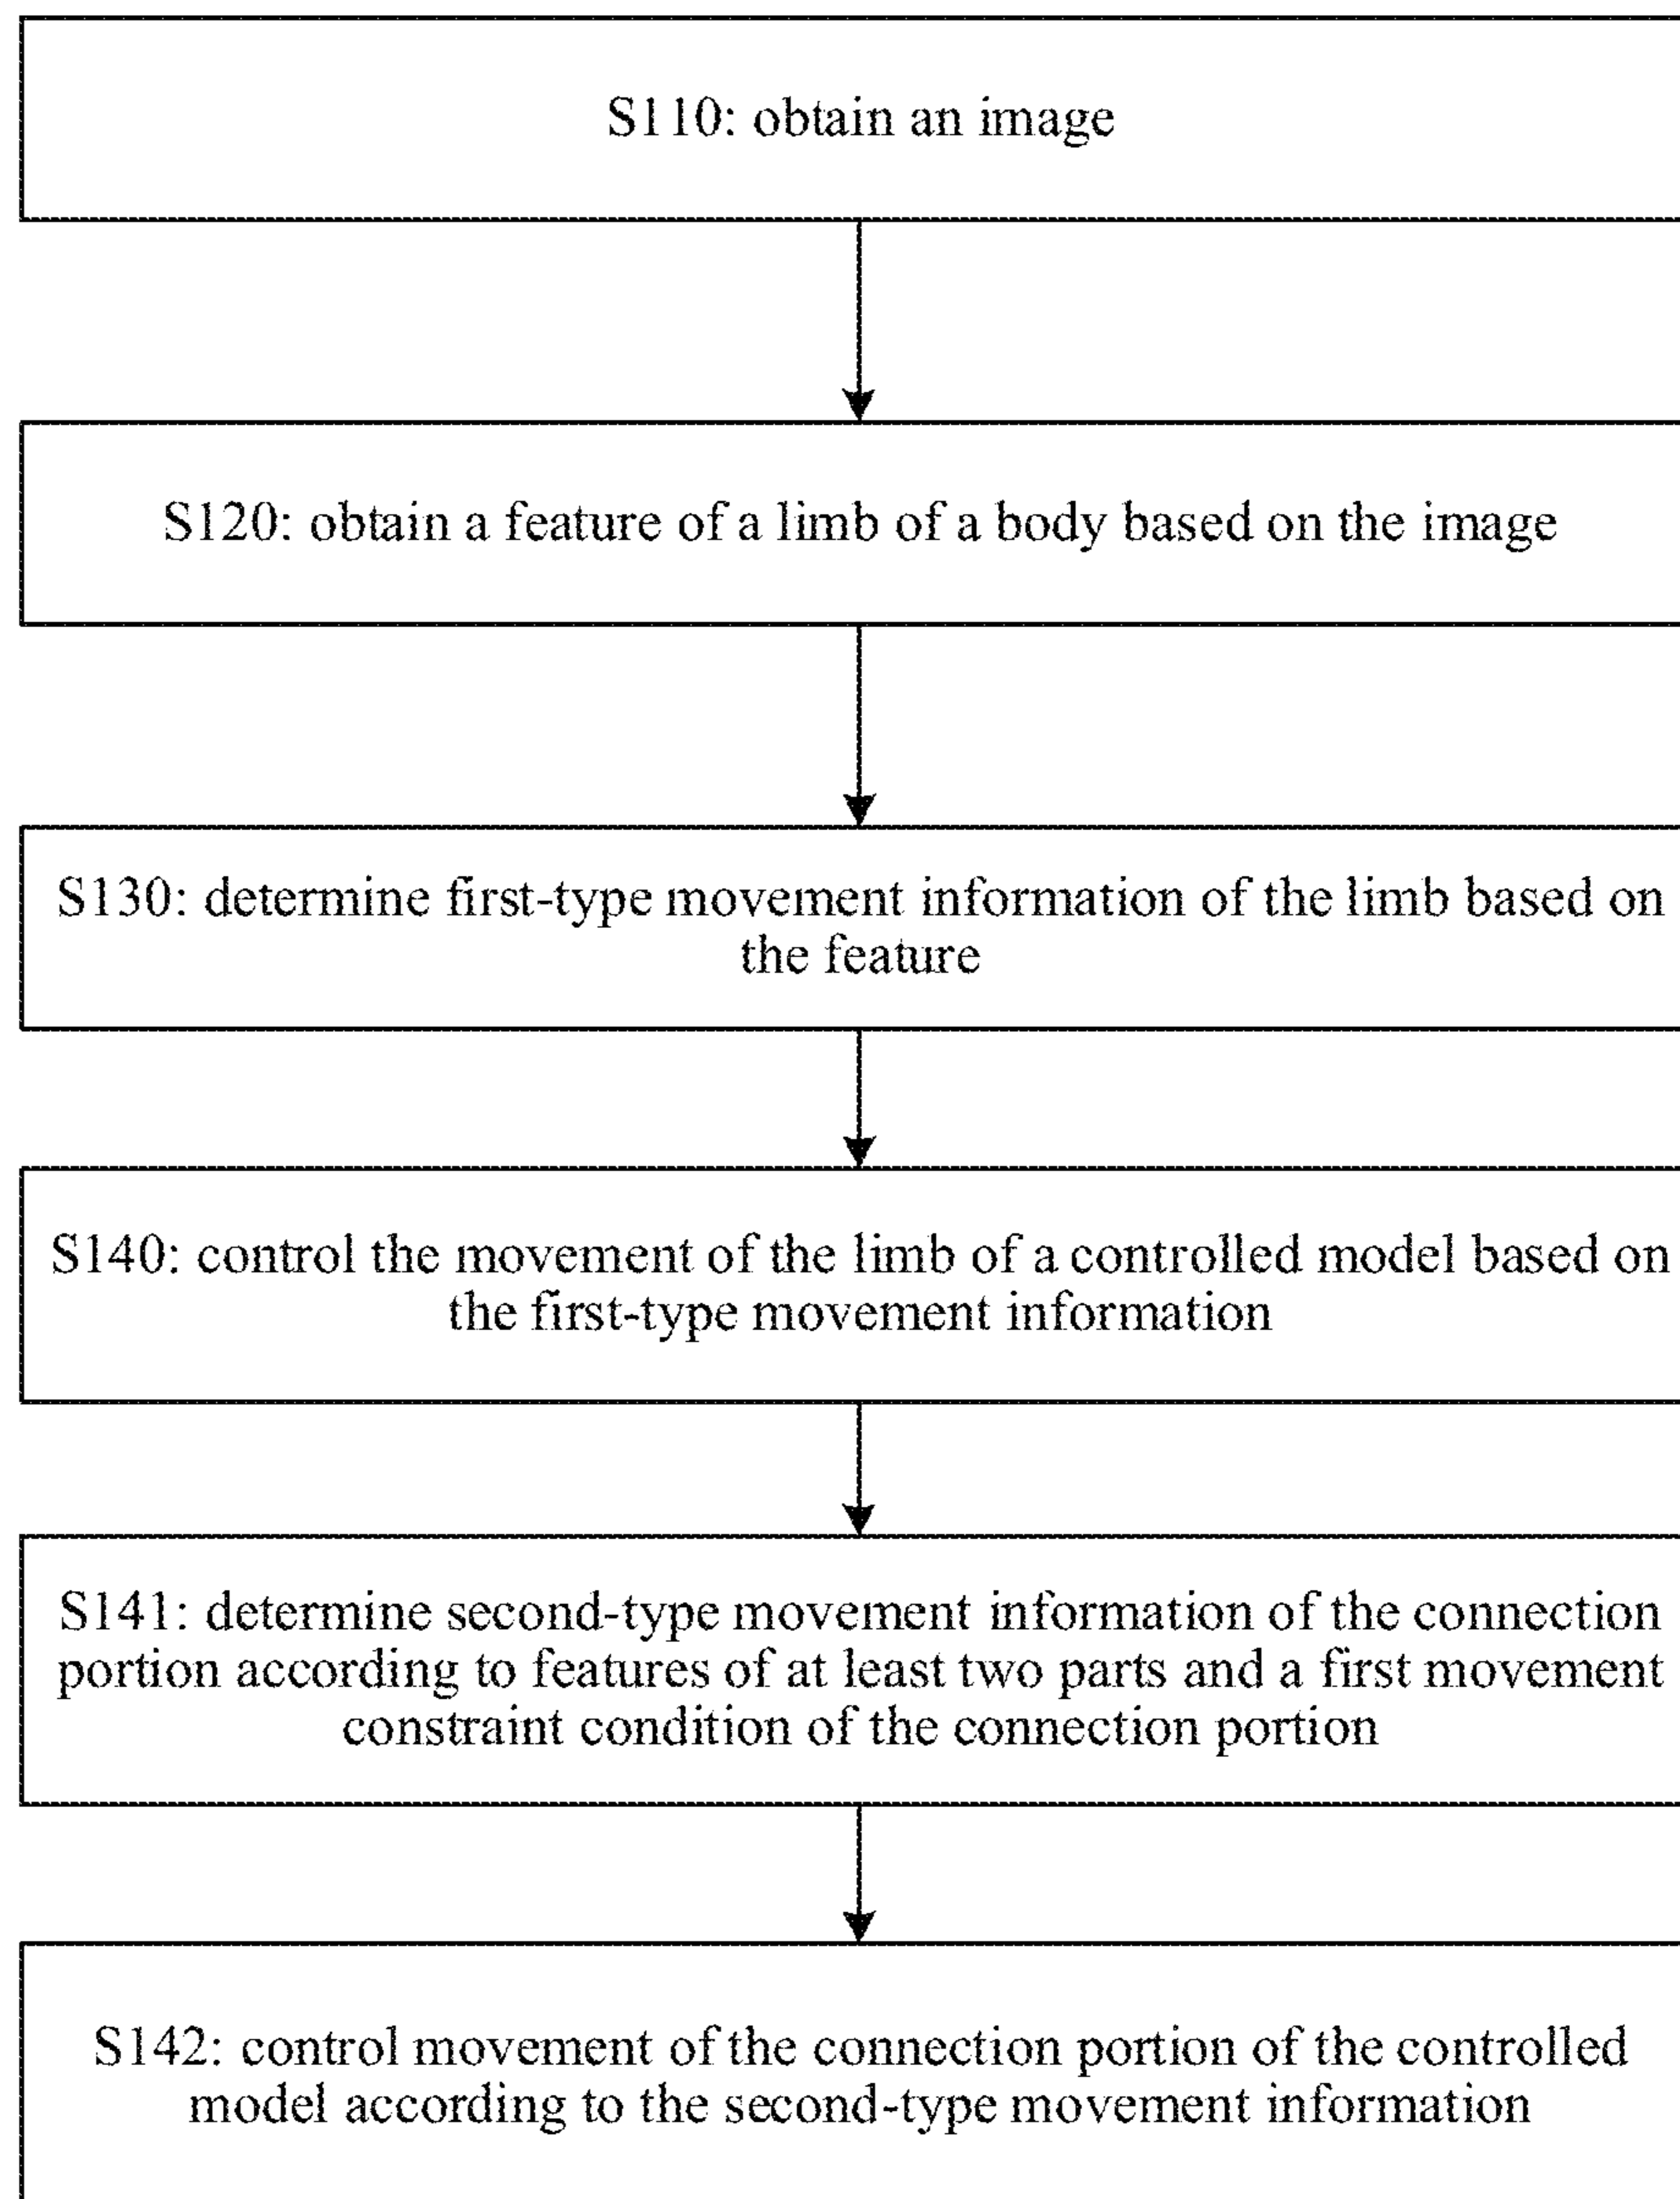 S110: obtain an image
S120: obtain a feature of a limb of a body based on the image
S130: determine first-type movement information of the limb based on
the feature
S140: control the movement of the limb of a controlled model based on
the first-type movement information
S141: determine second-type movement information of the connection
portion according to features of at least two parts and a first movement
constraint condition of the connection portion
S142: control movement of the connection portion of the controlled
model according to the second-type movement information